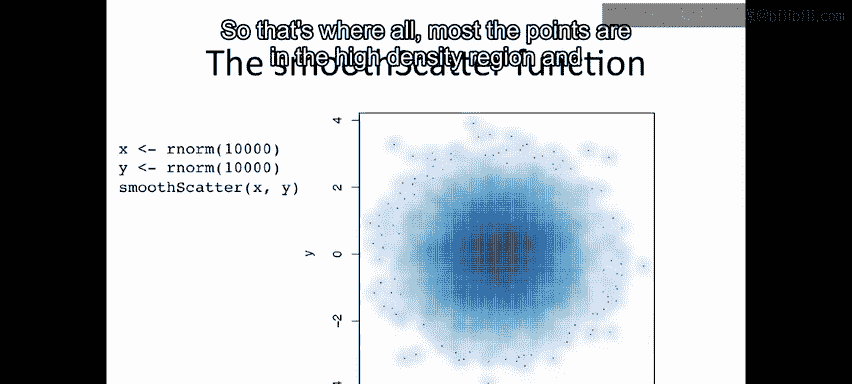 So that's where all, most the points are
in the high density region and
The smoothScatter function
x <- rnorm(10000)
y <- rnorm(10000)
smoothScatter(x, y)
4
2
0
-2
y